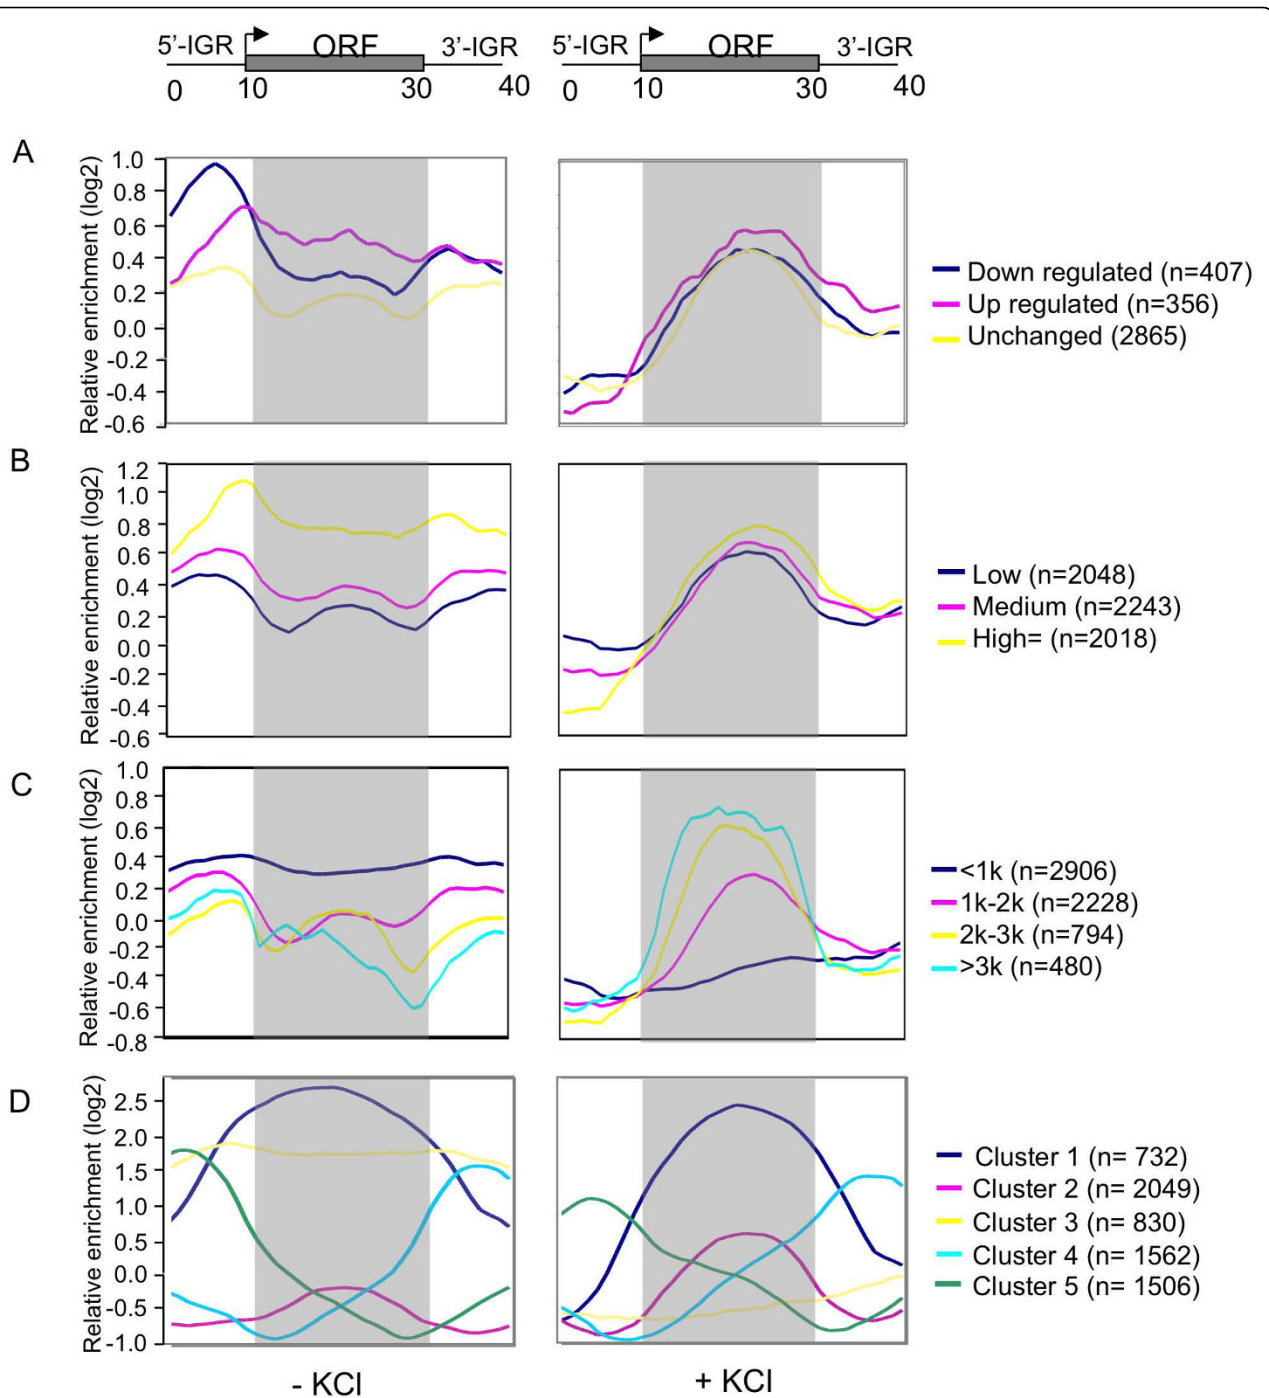 5'-IGR ORF 3'-IGR 5'-IGR ORF 3'-IGR
0 10 30 40 0 10 30 40
A
Relative enrichment (log2)
1.0
0.8
0.6
0.4
0.2
0.0
-0.2
-0.4
-0.6
Down regulated (n=407)
Up regulated (n=356)
Unchanged (2865)
B
Relative enrichment (log2)
1.2
1.0
0.8
0.6
0.4
0.2
0.0
-0.2
-0.4
-0.6
Low (n=2048)
Medium (n=2243)
High= (n=2018)
C
Relative enrichment (log2)
1.0
0.8
0.6
0.4
0.2
0.0
-0.2
-0.4
-0.6
-0.8
<1k (n=2906)
1k-2k (n=2228)
2k-3k (n=794)
>3k (n=480)
D
Relative enrichment (log2)
2.5
2.0
1.5
1.0
0.5
0.0
-0.5
-1.0
Cluster 1 (n= 732)
Cluster 2 (n= 2049)
Cluster 3 (n= 830)
Cluster 4 (n= 1562)
Cluster 5 (n= 1506)
- KCl + KCl